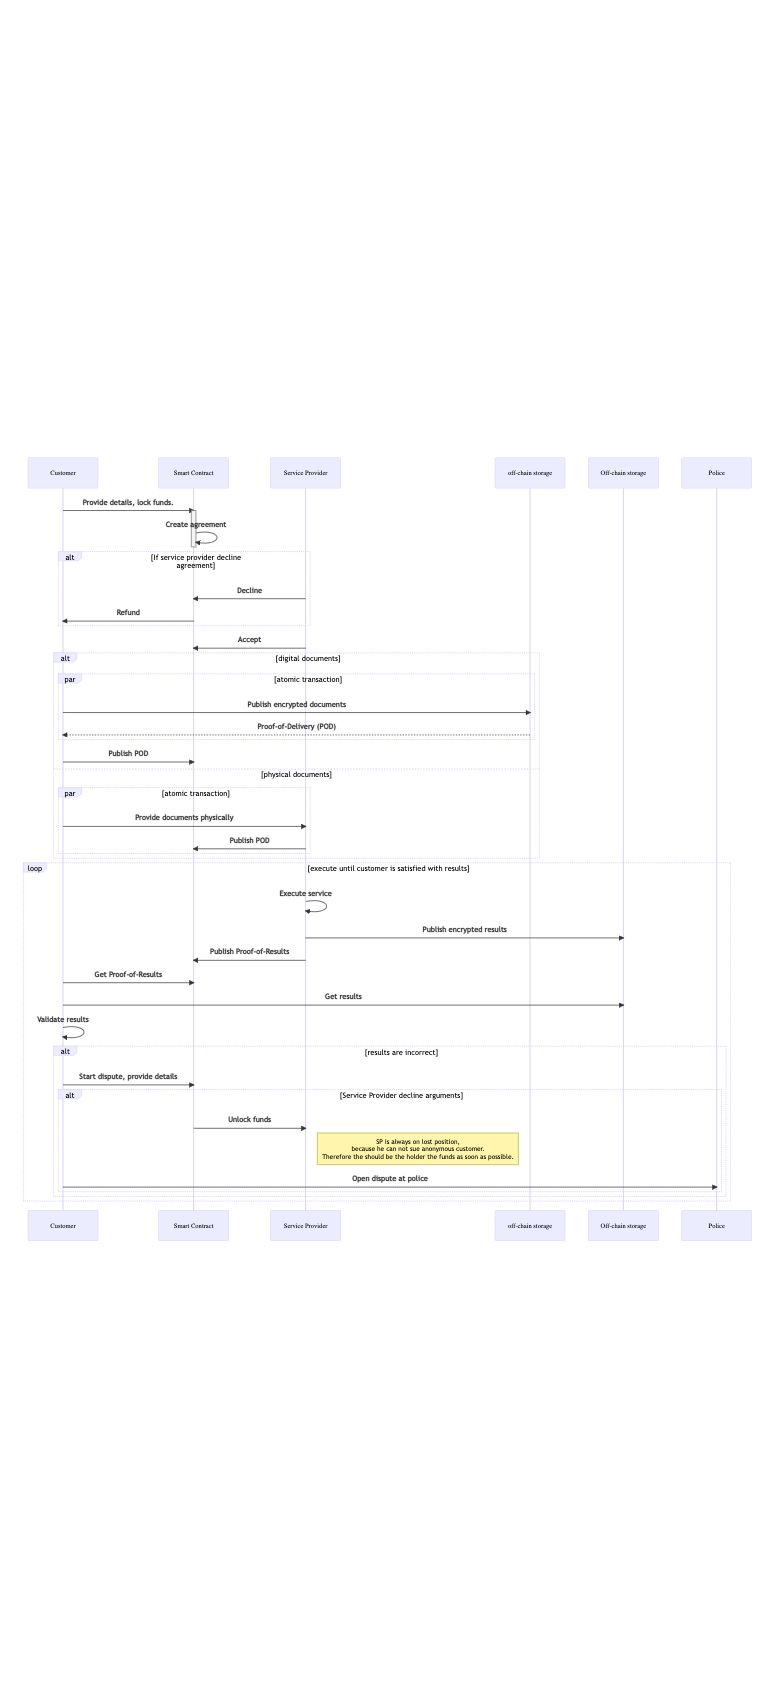 Customer
Smart Contract
Service Provider
off-chain storage
Off-chain storage
Police
Provide details, lock funds.
Create agreement
alt
[If service provider decline
agreement]
Decline
Refund
Accept
alt
[digital documents]
par
[atomic transaction]
Publish encrypted documents
Proof-of-Delivery (POD)
Publish POD
[physical documents]
par
[atomic transaction]
Provide documents physically
Publish POD
loop
[execute until customer is satisfied with results]
Execute service
Publish encrypted results
Publish Proof-of-Results
Get Proof-of-Results
Get results
Validate results
alt
[results are incorrect]
Start dispute, provide details
alt
[Service Provider decline arguments]
Unlock funds
SP is always on lost position,
because he can not sue anonymous customer.
Therefore the should be the holder the funds as soon as possible.
Open dispute at police
Customer
Smart Contract
Service Provider
off-chain storage
Off-chain storage
Police